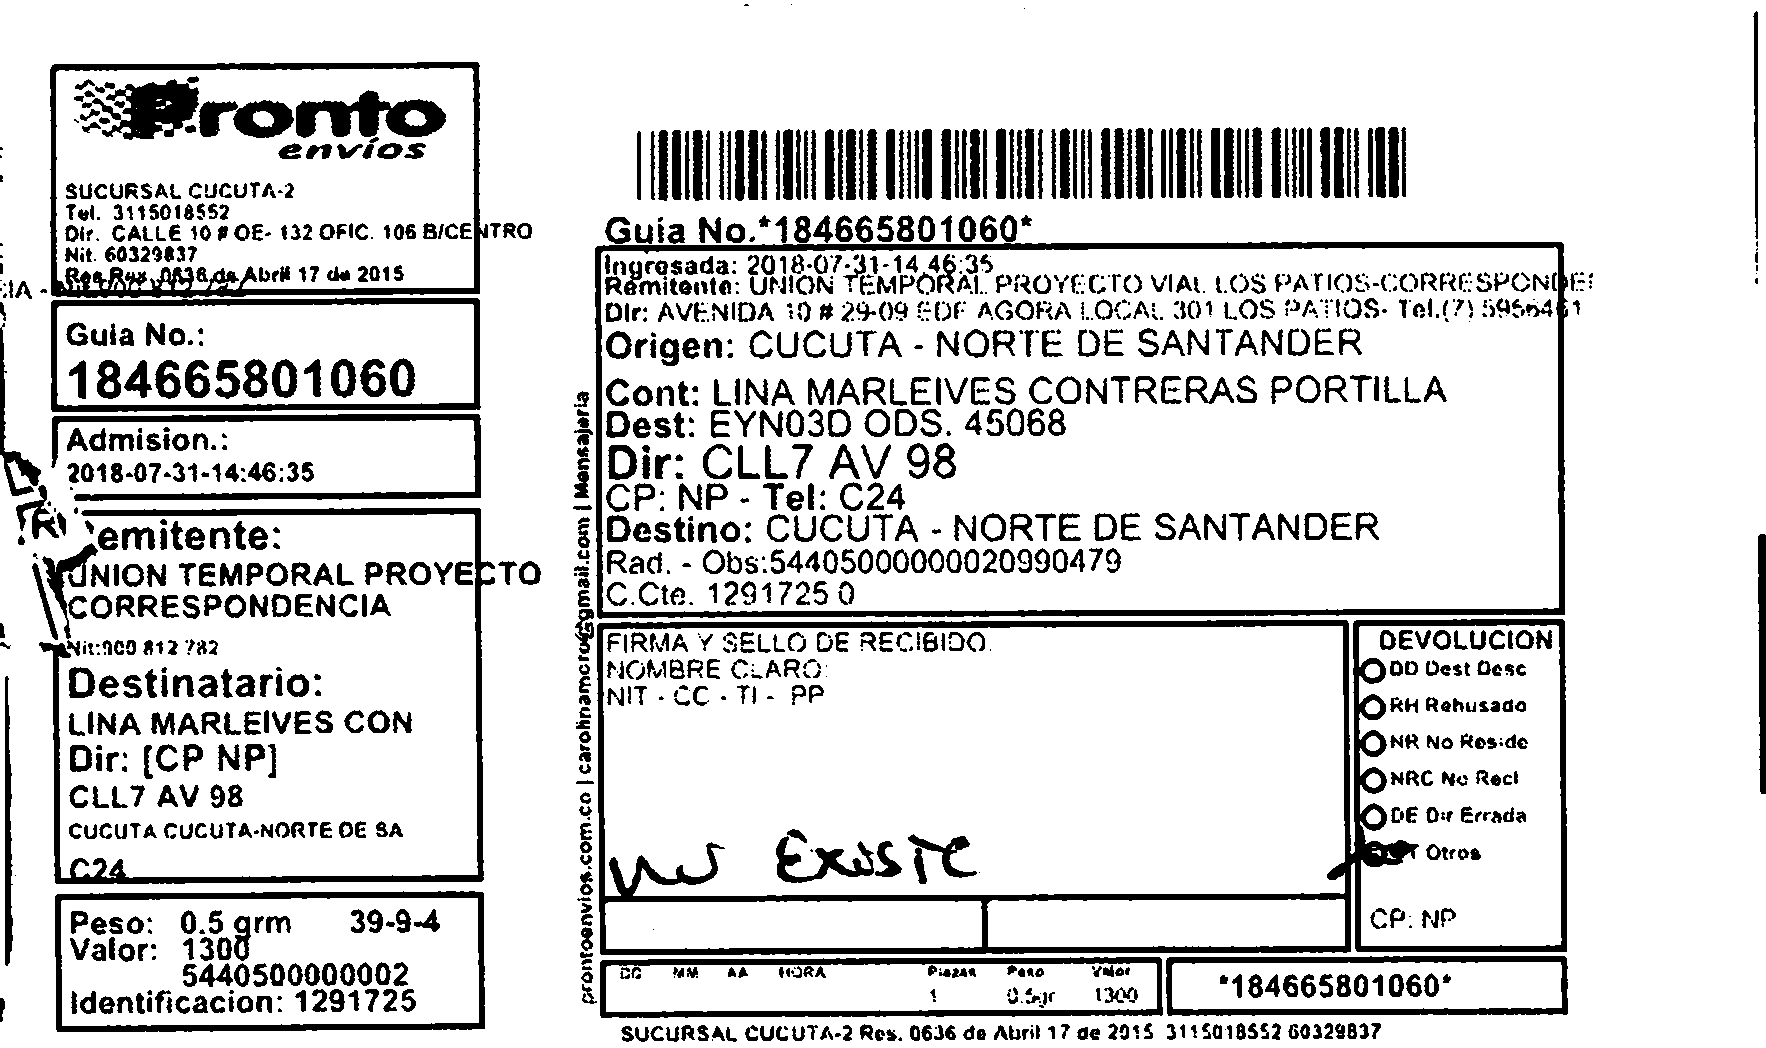 Pronto
envíos
SUCURSAL CUCUTA-2
Tel. 3115018552
Dir. CALLE 10 # OE- 132 OFIC. 106 B/CENTRO
Nit. 60329837
Res Rex. 0636 de Abril 17 de 2015
Guia No.:
184665801060
Admision.:
2018-07-31-14:46:35
emitente:
UNION TEMPORAL PROYECTO
CORRESPONDENCIA
Nit:900 812 782
Destinatario:
LINA MARLEIVES CON
Dir: [CP NP]
CLL7 AV 98
CUCUTA CUCUTA-NORTE DE SA
C24
Peso: 0.5 grm 39-9-4
Valor: 1300
5440500000002
Identificacion: 1291725
prontoenvios.com.co | carolinamcro@gmail.com | Mensajeria
Guia No.*184665801060*
Ingresada: 2018-07-31-14.46:35
Remitente: UNION TEMPORAL PROYECTO VIAL LOS PATIOS-CORRESPONDE
Dir: AVENIDA 10 # 29-09 EDF AGORA LOCAL 301 LOS PATIOS- Tel.(7) 5956461
Origen: CUCUTA - NORTE DE SANTANDER
Cont: LINA MARLEIVES CONTRERAS PORTILLA
Dest: EYN03D ODS. 45068
Dir: CLL7 AV 98
CP: NP - Tel: C24
Destino: CUCUTA - NORTE DE SANTANDER
Rad. - Obs:54405000000020990479
C.Cte. 1291725 0
FIRMA Y SELLO DE RECIBIDO:
NOMBRE CLARO:
NIT - CC - TI - PP
No EXISTE
DEVOLUCION
DD Dest Desc
RH Rehusado
NR No Reside
NRC No Recl
DE Dir Errada
OT Otros
CP: NP
DD MM AA HORA Piezas Peso Valor
1 0.5gr 1300
*184665801060*
SUCURSAL CUCUTA-2 Res. 0636 de Abril 17 de 2015 3115018552 60329837